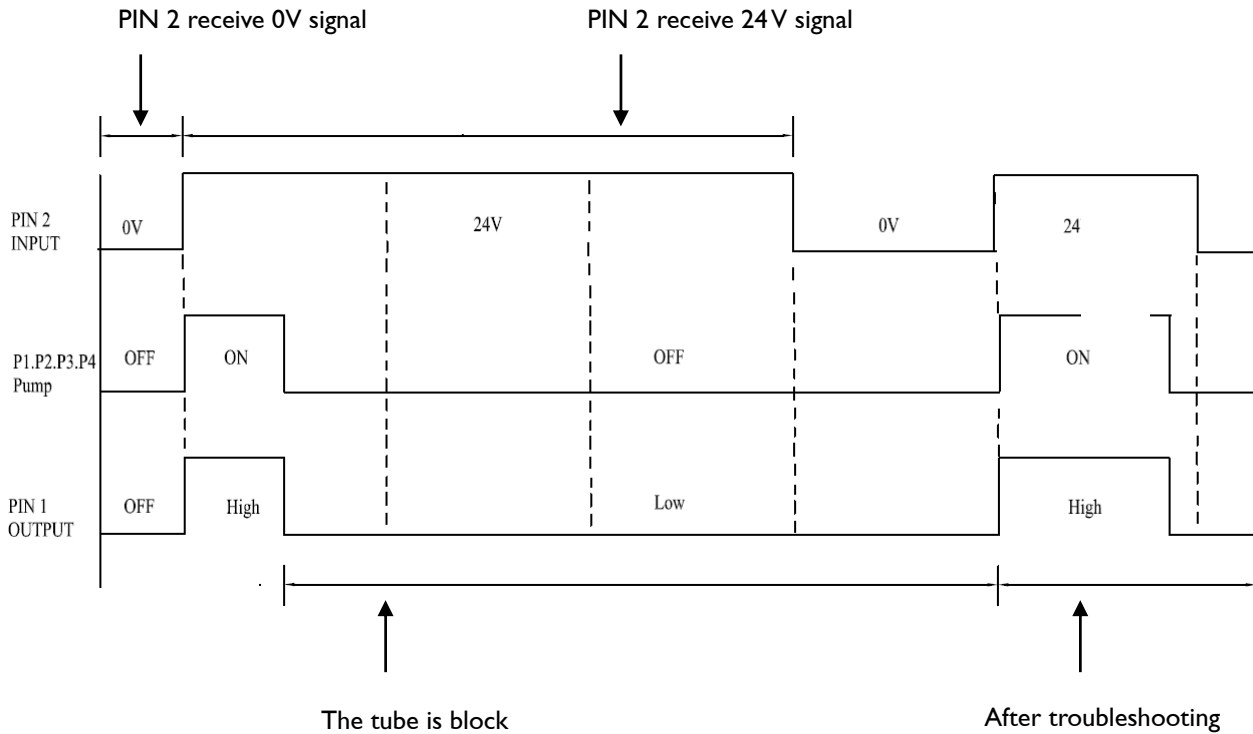 PIN 2 receive 0V signal
PIN 2 receive 24V signal
PIN 2
INPUT
0V
24V
0V
24
P1.P2.P3.P4
Pump
OFF
ON
OFF
ON
PIN 1
OUTPUT
OFF
High
Low
High
The tube is block
After troubleshooting